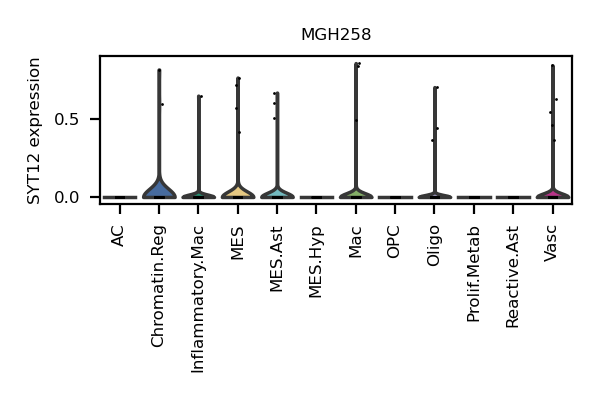 MGH258
SYT12 expression
0.5
0.0
AC
Chromatin.Reg
Inflammatory.Mac
MES
MES.Ast
MES.Hyp
Mac
OPC
Oligo
Prolif.Metab
Reactive.Ast
Vasc